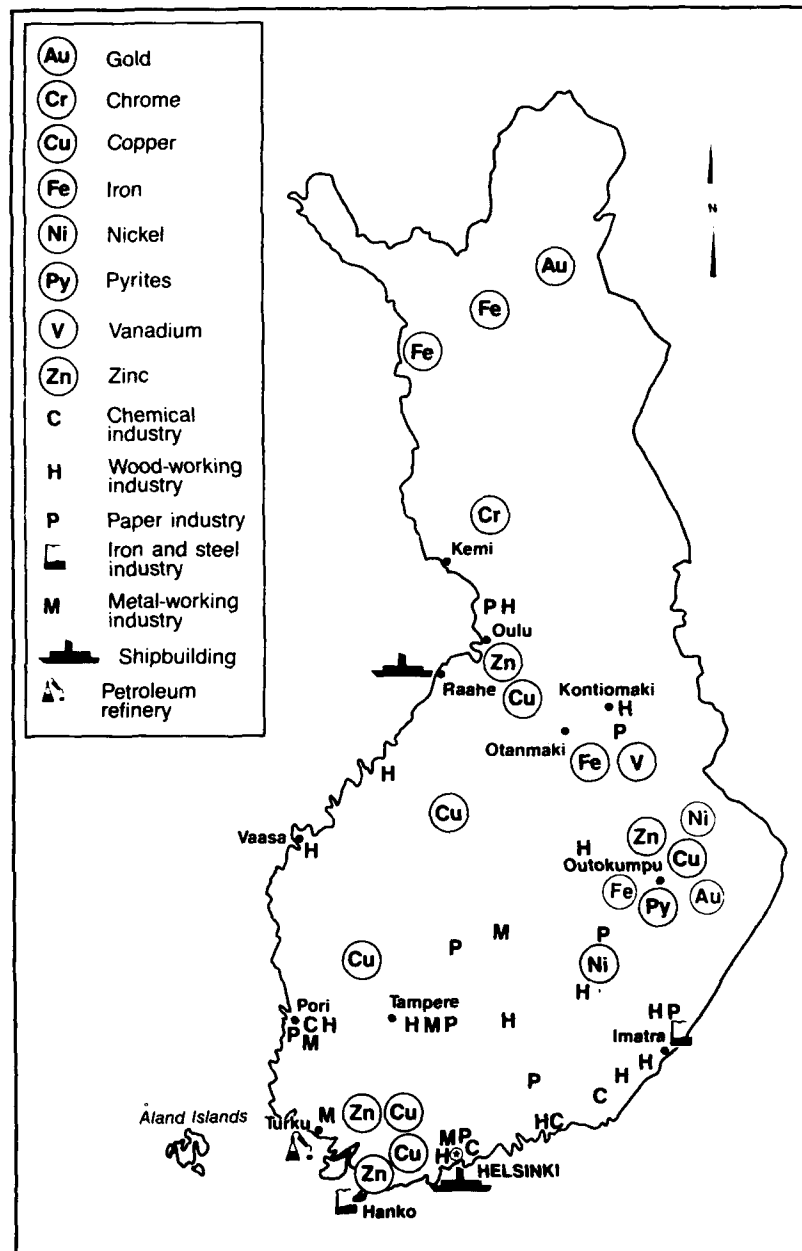 Au Gold
Cr Chrome
Cu Copper
Fe Iron
Ni Nickel
Py Pyrites
V Vanadium
Zn Zinc
C Chemical
industry
H Wood-working
industry
P Paper industry
Iron and steel
industry
M Metal-working
industry
Shipbuilding
Petroleum
refinery
N
Au
Fe
Fe
Cr
Kemi
P H
Oulu
Zn
Raahe
Cu
Kontiomaki
H
P
Otanmaki
Fe V
H
Cu
Vaasa
H
Ni
Zn
H
Cu
Outokumpu
Fe
Py
Au
M
P
P
Cu
Ni
H
Pori
P C H
M
Tampere
H M P
H
H P
Imatra
H
H
P
C
H C
Åland Islands
Turku
M
Zn Cu
Cu
Zn
M P
H C
HELSINKI
Hanko